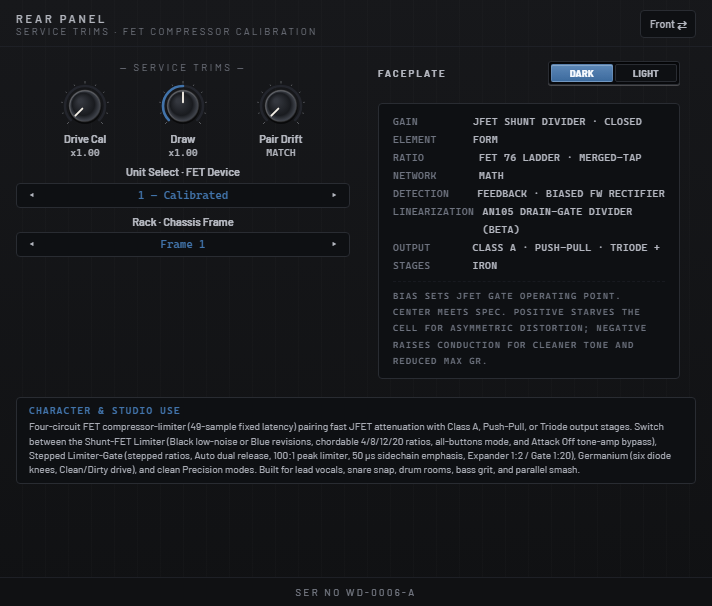 REAR PANEL
SERVICE TRIMS · FET COMPRESSOR CALIBRATION
Front ⇄
— SERVICE TRIMS —
Drive Cal
x1.00
Draw
x1.00
Pair Drift
MATCH
Unit Select · FET Device
◂ 1 — Calibrated ▸
Rack · Chassis Frame
◂ Frame 1 ▸
FACEPLATE
DARK LIGHT
GAIN ELEMENT
JFET SHUNT DIVIDER · CLOSED
FORM
RATIO NETWORK
FET 76 LADDER · MERGED-TAP
MATH
DETECTION FEEDBACK · BIASED FW RECTIFIER
LINEARIZATION AN105 DRAIN-GATE DIVIDER
(BETA)
OUTPUT STAGES
CLASS A · PUSH-PULL · TRIODE +
IRON
BIAS SETS JFET GATE OPERATING POINT.
CENTER MEETS SPEC. POSITIVE STARVES THE
CELL FOR ASYMMETRIC DISTORTION; NEGATIVE
RAISES CONDUCTION FOR CLEANER TONE AND
REDUCED MAX GR.
CHARACTER & STUDIO USE
Four-circuit FET compressor-limiter (49-sample fixed latency) pairing fast JFET attenuation with Class A, Push-Pull, or Triode output stages. Switch
between the Shunt-FET Limiter (Black low-noise or Blue revisions, chordable 4/8/12/20 ratios, all-buttons mode, and Attack Off tone-amp bypass),
Stepped Limiter-Gate (stepped ratios, Auto dual release, 100:1 peak limiter, 50 µs sidechain emphasis, Expander 1:2 / Gate 1:20), Germanium (six diode
knees, Clean/Dirty drive), and clean Precision modes. Built for lead vocals, snare snap, drum rooms, bass grit, and parallel smash.
SER NO WD-0006-A